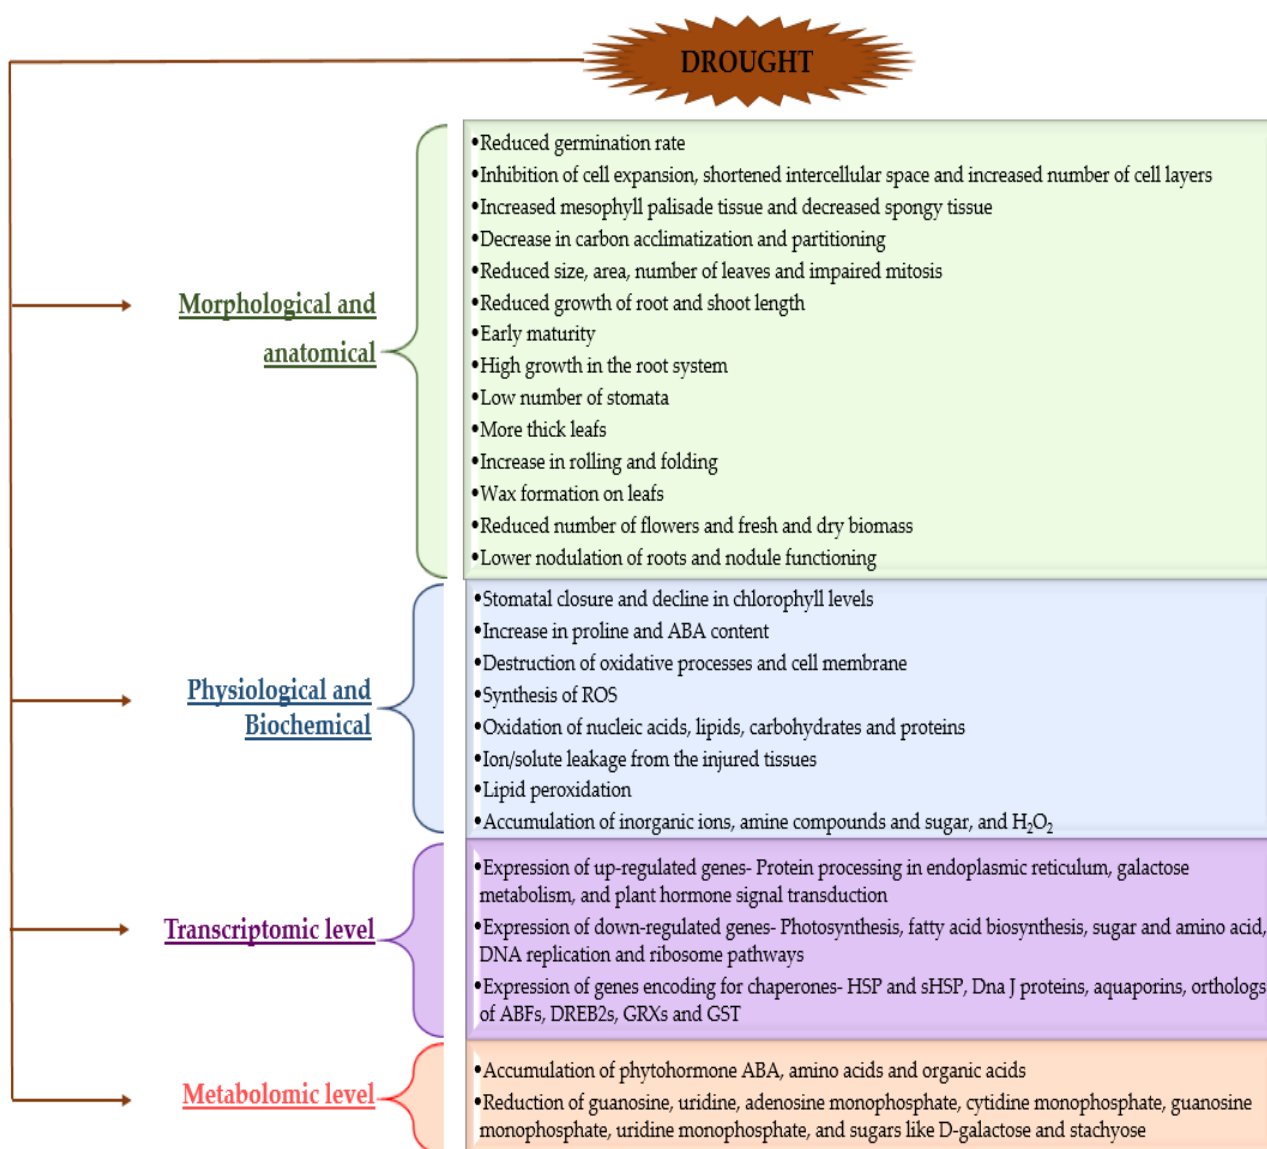 DROUGHT
Morphological and
anatomical
•Reduced germination rate
•Inhibition of cell expansion, shortened intercellular space and increased number of cell layers
•Increased mesophyll palisade tissue and decreased spongy tissue
•Decrease in carbon acclimatization and partitioning
•Reduced size, area, number of leaves and impaired mitosis
•Reduced growth of root and shoot length
•Early maturity
•High growth in the root system
•Low number of stomata
•More thick leafs
•Increase in rolling and folding
•Wax formation on leafs
•Reduced number of flowers and fresh and dry biomass
•Lower nodulation of roots and nodule functioning
Physiological and
Biochemical
•Stomatal closure and decline in chlorophyll levels
•Increase in proline and ABA content
•Destruction of oxidative processes and cell membrane
•Synthesis of ROS
•Oxidation of nucleic acids, lipids, carbohydrates and proteins
•Ion/solute leakage from the injured tissues
•Lipid peroxidation
•Accumulation of inorganic ions, amine compounds and sugar, and H₂O₂
Transcriptomic level
•Expression of up-regulated genes- Protein processing in endoplasmic reticulum, galactose
metabolism, and plant hormone signal transduction
•Expression of down-regulated genes- Photosynthesis, fatty acid biosynthesis, sugar and amino acid,
DNA replication and ribosome pathways
•Expression of genes encoding for chaperones- HSP and sHSP, Dna J proteins, aquaporins, orthologs
of ABFs, DREB2s, GRXs and GST
Metabolomic level
•Accumulation of phytohormone ABA, amino acids and organic acids
•Reduction of guanosine, uridine, adenosine monophosphate, cytidine monophosphate, guanosine
monophosphate, uridine monophosphate, and sugars like D-galactose and stachyose